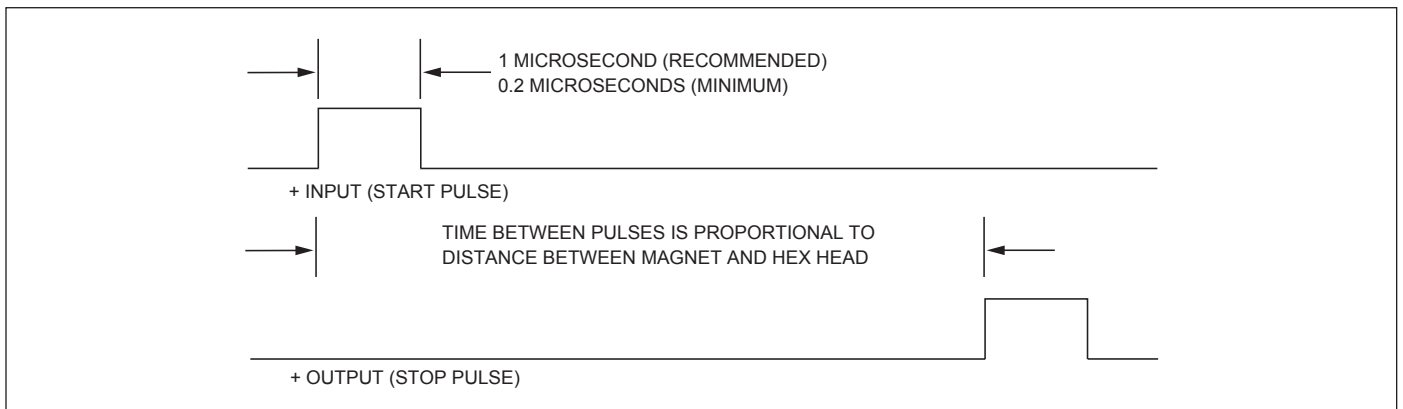 1 MICROSECOND (RECOMMENDED)
0.2 MICROSECONDS (MINIMUM)
+ INPUT (START PULSE)
TIME BETWEEN PULSES IS PROPORTIONAL TO
DISTANCE BETWEEN MAGNET AND HEX HEAD
+ OUTPUT (STOP PULSE)